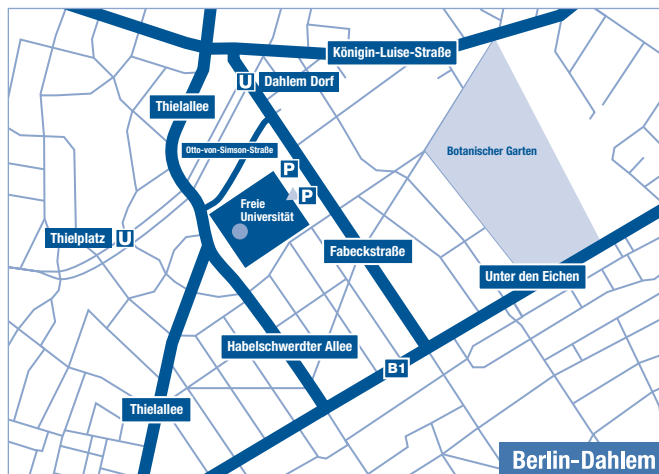 Königin-Luise-Straße
U Dahlem Dorf
Thielallee
Otto-von-Simson-Straße
Botanischer Garten
P
P
Freie
Universität
Thielplatz U
Fabeckstraße
Unter den Eichen
Habelschwerdter Allee
B1
Thielallee
Berlin-Dahlem